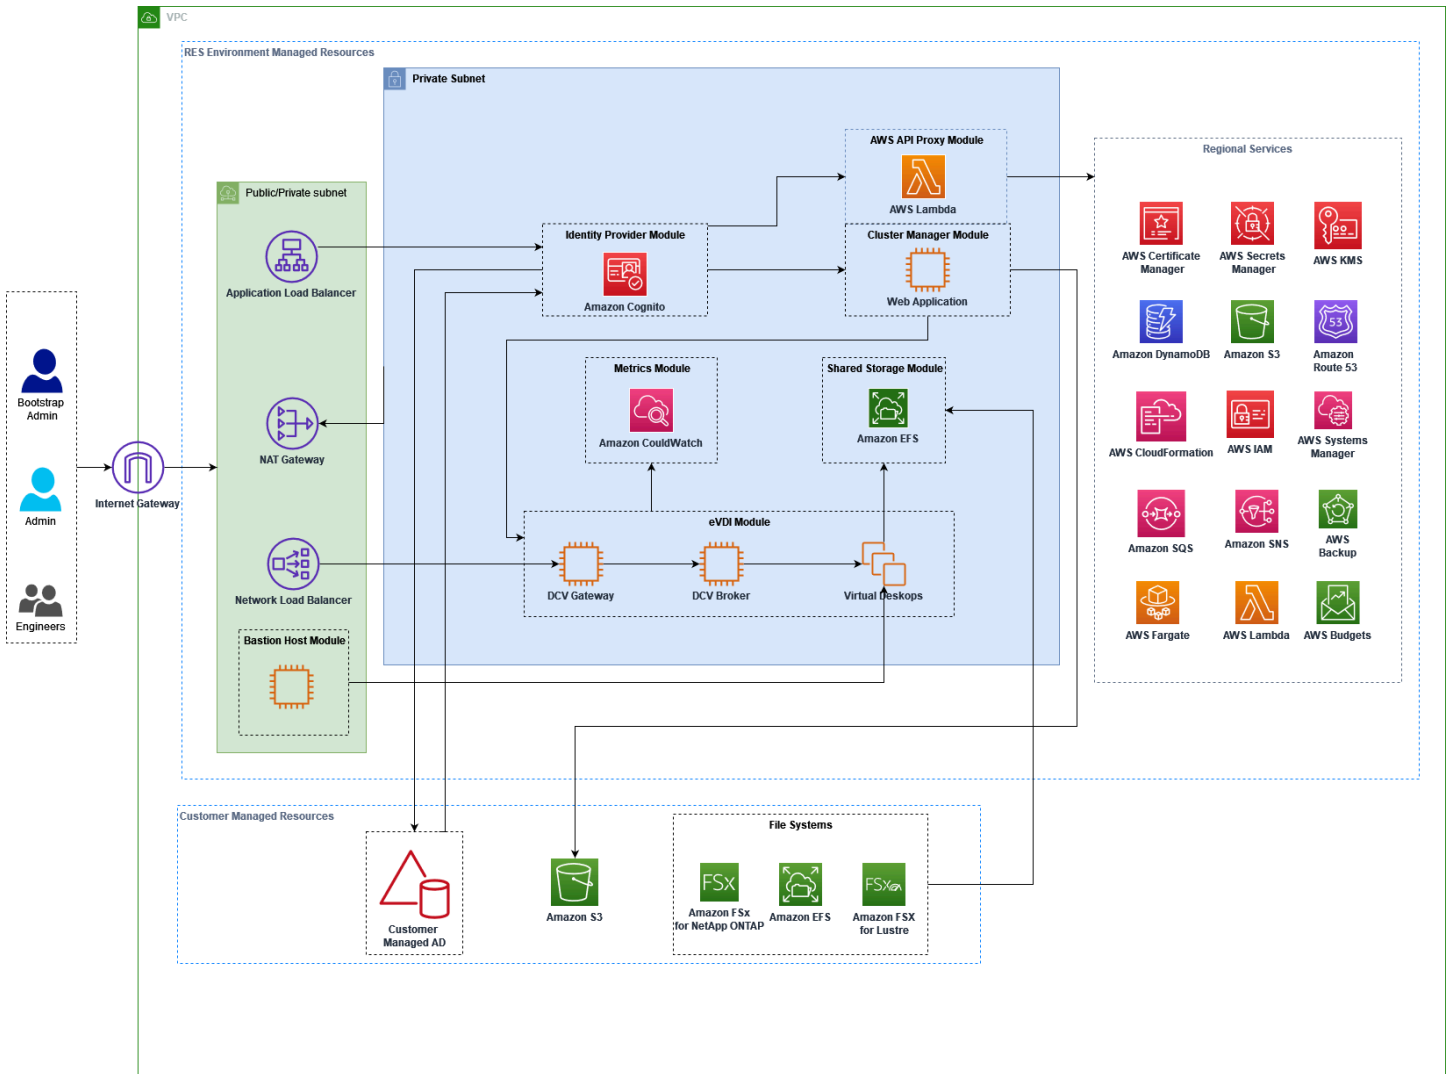 VPC
RES Environment Managed Resources
Private Subnet
AWS API Proxy Module
AWS Lambda
Regional Services
Public/Private subnet
Application Load Balancer
Identity Provider Module
Amazon Cognito
Cluster Manager Module
Web Application
AWS Certificate
Manager
AWS Secrets
Manager
AWS KMS
Amazon DynamoDB
Amazon S3
53
Amazon
Route 53
Bootstrap
Admin
Admin
Engineers
Internet Gateway
NAT Gateway
Metrics Module
Amazon CouldWatch
Shared Storage Module
Amazon EFS
AWS CloudFormation
AWS IAM
AWS Systems
Manager
Network Load Balancer
eVDI Module
DCV Gateway
DCV Broker
Virtual Deskops
Amazon SQS
Amazon SNS
AWS
Backup
AWS Fargate
AWS Lambda
AWS Budgets
Bastion Host Module
Customer Managed Resources
Customer
Managed AD
Amazon S3
File Systems
FSx
Amazon FSx
for NetApp ONTAP
Amazon EFS
FSx
Amazon FSX
for Lustre